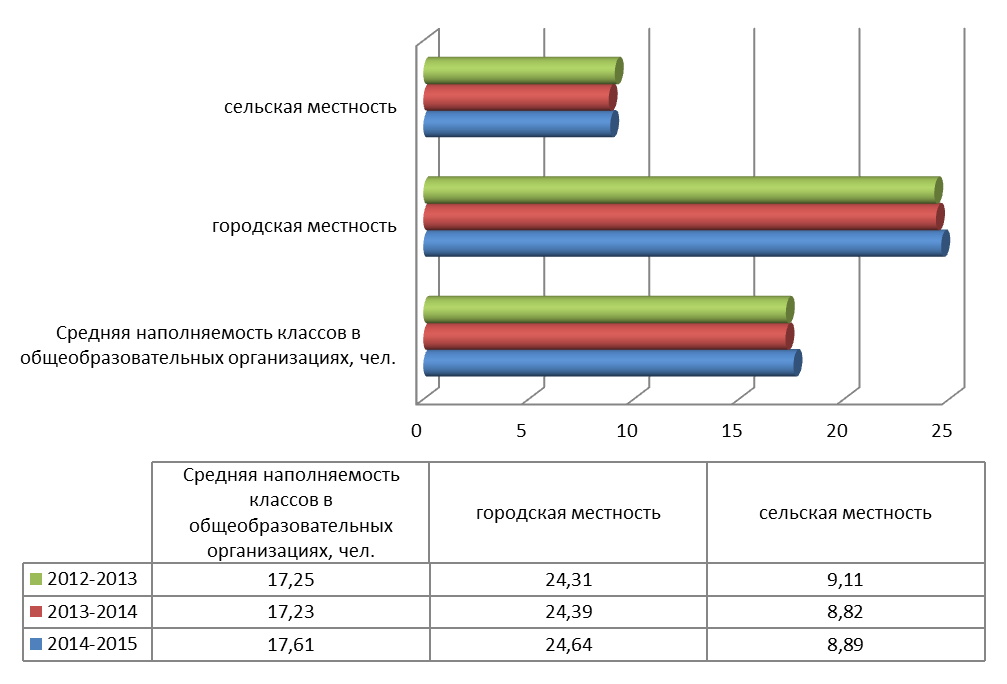 сельская местность
городская местность
Средняя наполняемость классов в
общеобразовательных организациях, чел.
0 5 10 15 20 25
Средняя наполняемость
классов в
общеобразовательных
организациях, чел.
городская местность
сельская местность
2012-2013 17,25 24,31 9,11
2013-2014 17,23 24,39 8,82
2014-2015 17,61 24,64 8,89